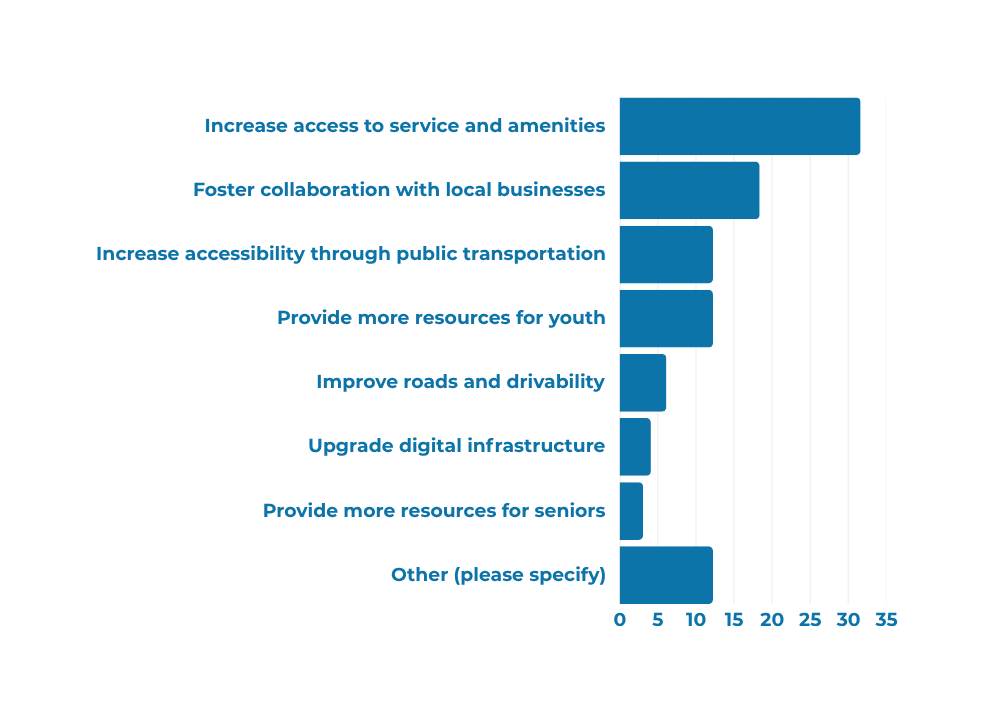 Increase access to service and amenities
Foster collaboration with local businesses
Increase accessibility through public transportation
Provide more resources for youth
Improve roads and drivability
Upgrade digital infrastructure
Provide more resources for seniors
Other (please specify)
0 5 10 15 20 25 30 35